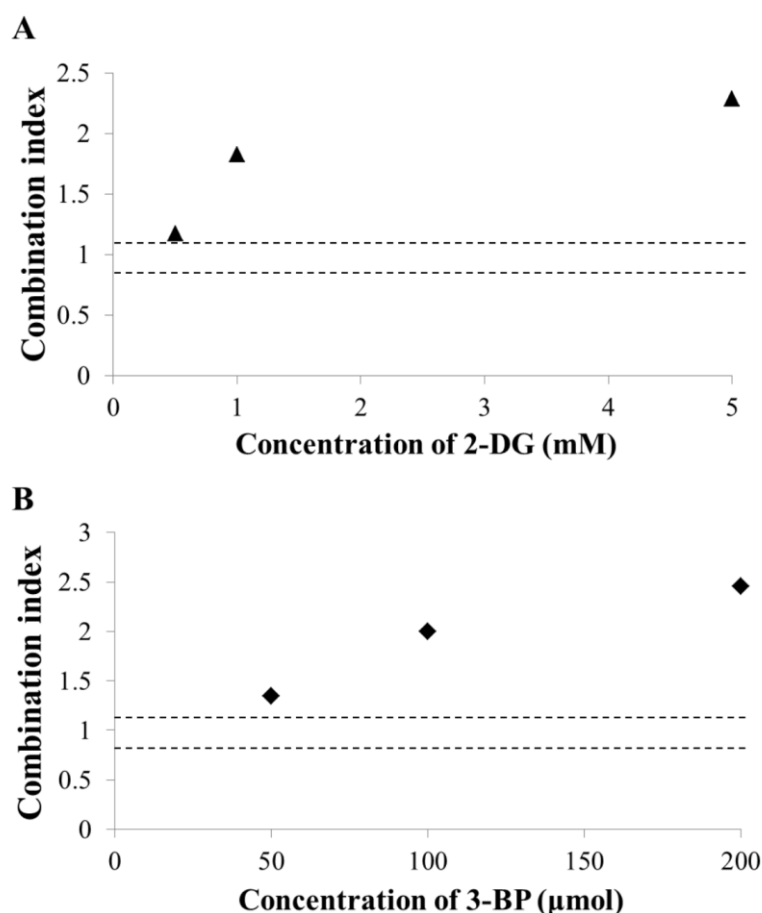 A
Combination index
2.5
2
1.5
1
0.5
0
0 1 2 3 4 5
Concentration of 2-DG (mM)
B
Combination index
3
2.5
2
1.5
1
0.5
0
0 50 100 150 200
Concentration of 3-BP (µmol)